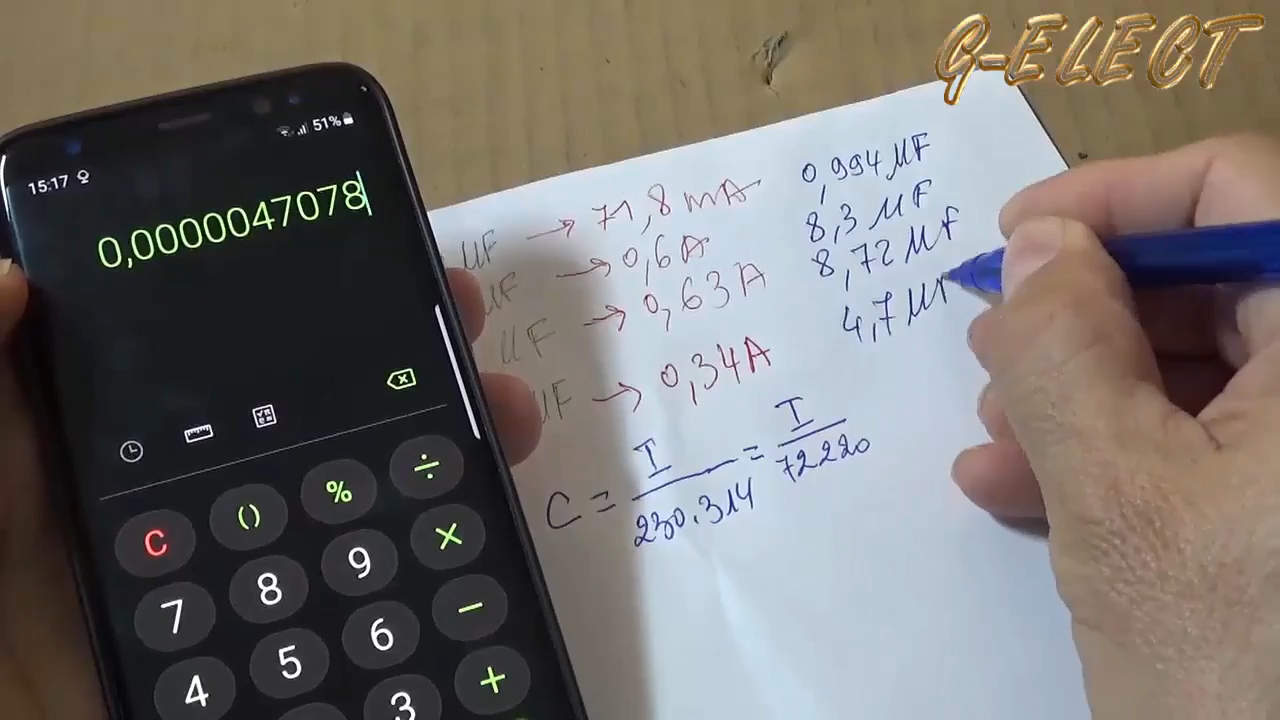 G-ELECT
15:17
51%
0,0000047078
C
()
%
÷
7
8
9
×
4
5
6
−
3
+
µF → 71,8 mA
µF → 0,6A
µF → 0,63A
µF → 0,34A
0,994 µF
8,3 µF
8,72 µF
4,7 µF
C = I / 230.314 = I / 72220